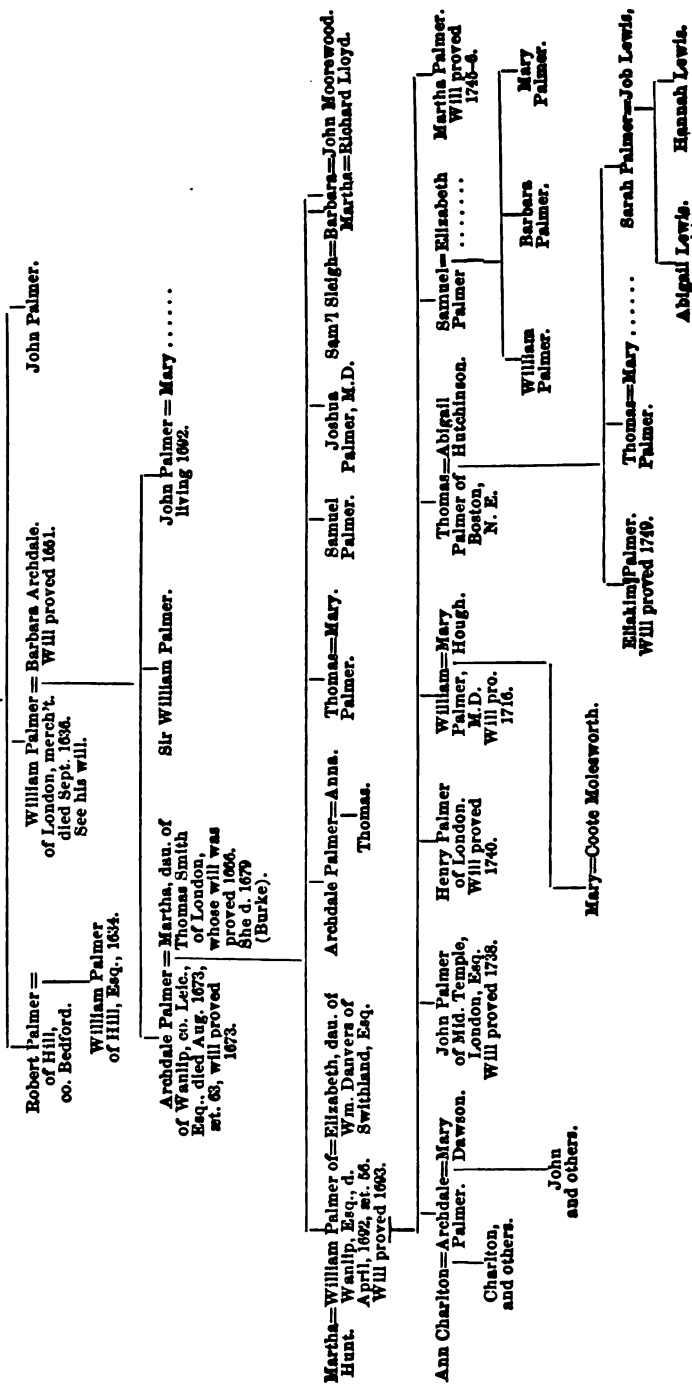 Robert Palmer=
of Hill,
co. Bedford.
William Palmer
of Hill, Esq., 1634.
William Palmer=Barbara Archdale.
of London, merch't.
Will proved 1661.
died Sept. 1636.
See his will.
John Palmer.
Archdale Palmer=Martha, dau. of
of Wanlip, co. Leic.,
Thomas Smith
Esq., died Aug. 1673,
of London,
æt. 63, will proved
whose will was
1673.
proved 1666.
She d. 1679
(Burke).
Sir William Palmer.
John Palmer=Mary......
living 1692.
Martha=William Palmer of=Elizabeth, dau. of
Hunt.
Wanlip, Esq., d.
Wm. Danvers of
April, 1692, æt. 56.
Swithland, Esq.
Will proved 1693.
Archdale Palmer=Anna.
Thomas.
Thomas=Mary.
Palmer.
Samuel
Palmer.
Joshua
Palmer, M.D.
Sam'l Sleigh=Barbara=John Moorewood.
Martha=Richard Lloyd.
Ann Charlton=Archdale=Mary
Palmer.
Dawson.
Charlton,
and others.
John
and others.
John Palmer
of Mid. Temple,
London, Esq.
Will proved 1738.
Henry Palmer
of London.
Will proved
1740.
William=Mary
Palmer,
Hough.
M.D.
Will pro.
1716.
Mary=Coote Molesworth.
Thomas=Abigail
Palmer of
Hutchinson.
Boston,
N. E.
Samuel=Elizabeth
Palmer
.......
Martha Palmer.
Will proved
1745-6.
William
Palmer.
Barbara
Palmer.
Mary
Palmer.
Eliakim Palmer.
Will proved 1749.
Thomas=Mary......
Palmer.
Sarah Palmer=Job Lewis,
Abigail Lewis.
Hannah Lewis.